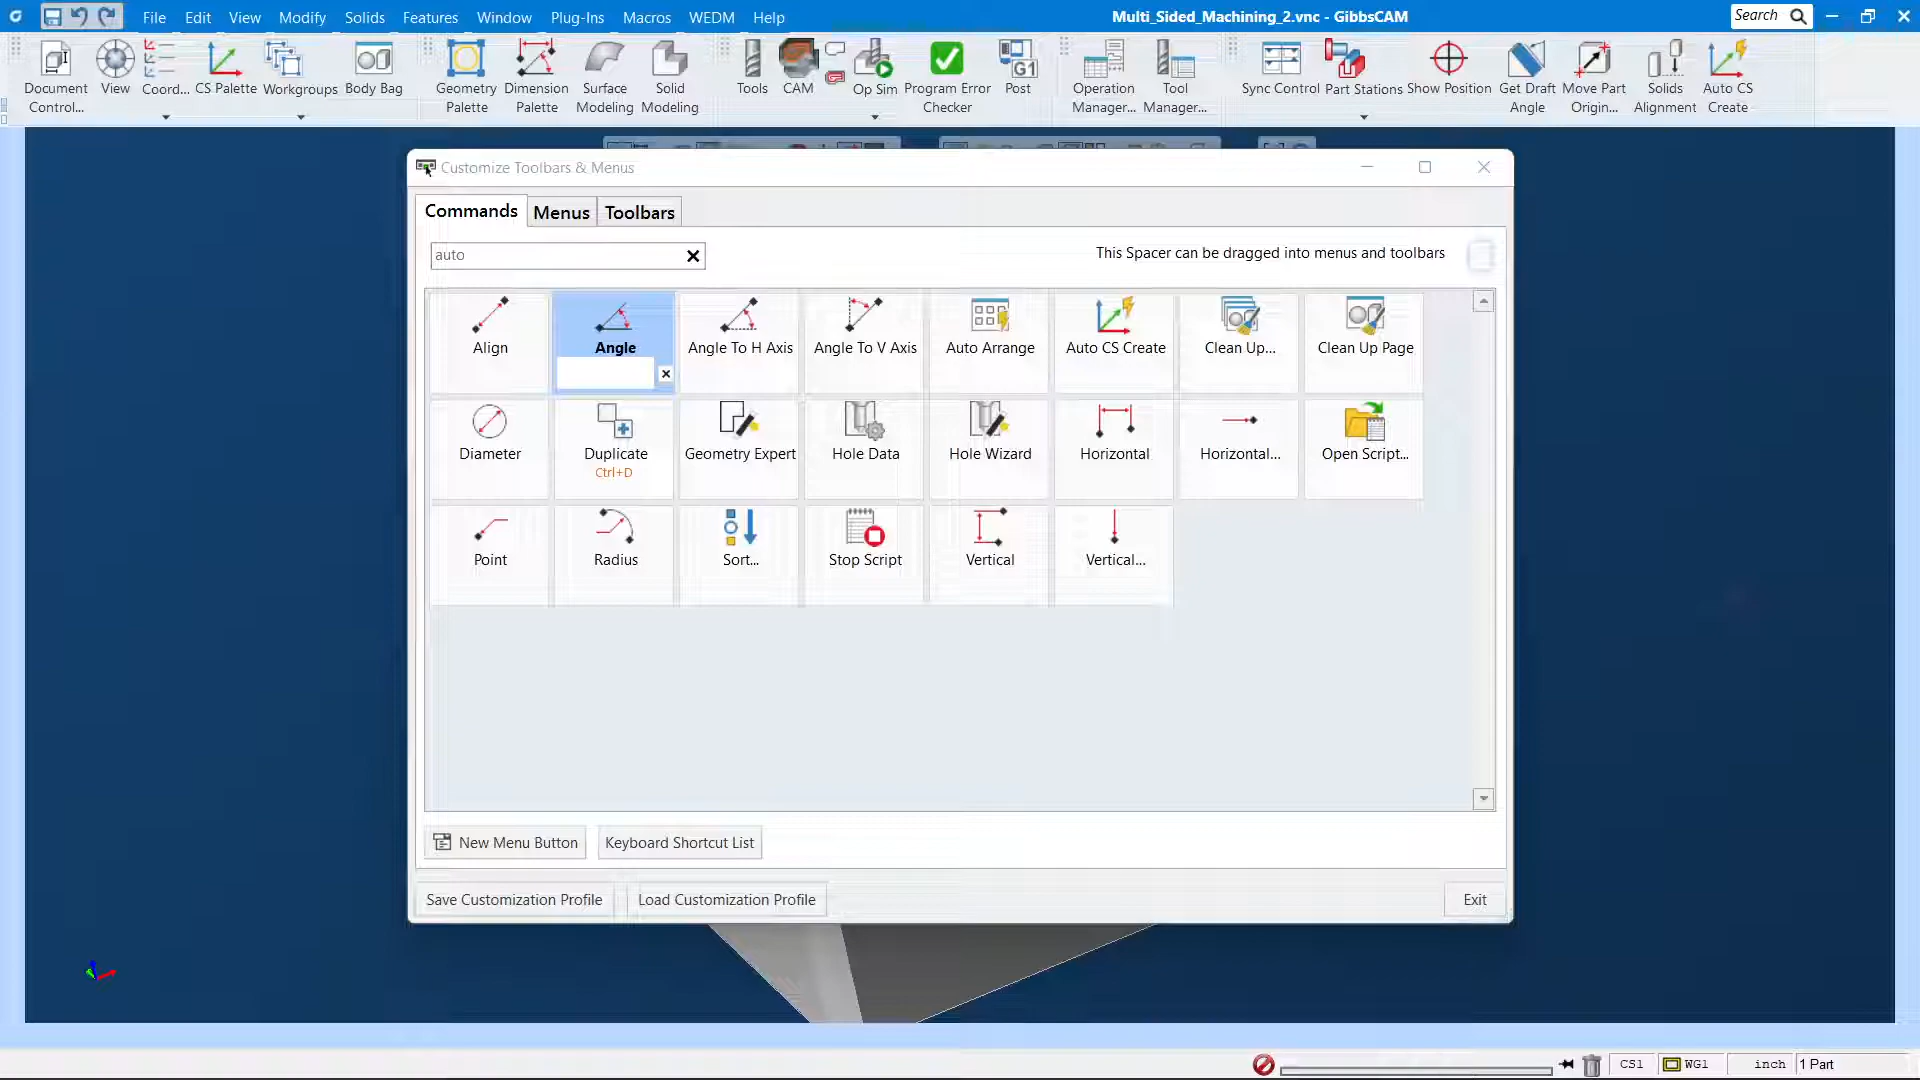 File Edit View Modify Solids Features Window Plug-Ins Macros WEDM Help
Multi_Sided_Machining_2.vnc - GibbsCAM
Search
Document Control...
View
Coord...
CS Palette
Workgroups
Body Bag
Geometry Palette
Dimension Palette
Surface Modeling
Solid Modeling
Tools
CAM
Op Sim
Program Error Checker
G1
Post
Operation Manager...
Tool Manager...
Sync Control
Part Stations
Show Position
Get Draft Angle
Move Part Origin...
Solids Alignment
Auto CS Create
Customize Toolbars & Menus
Commands Menus Toolbars
auto
This Spacer can be dragged into menus and toolbars
Align
Angle
Angle To H Axis
Angle To V Axis
Auto Arrange
Auto CS Create
Clean Up...
Clean Up Page
Diameter
Duplicate
Ctrl+D
Geometry Expert
Hole Data
Hole Wizard
Horizontal
Horizontal...
Open Script...
Point
Radius
Sort...
Stop Script
Vertical
Vertical...
New Menu Button
Keyboard Shortcut List
Save Customization Profile
Load Customization Profile
Exit
CS1
WG1
inch
1 Part